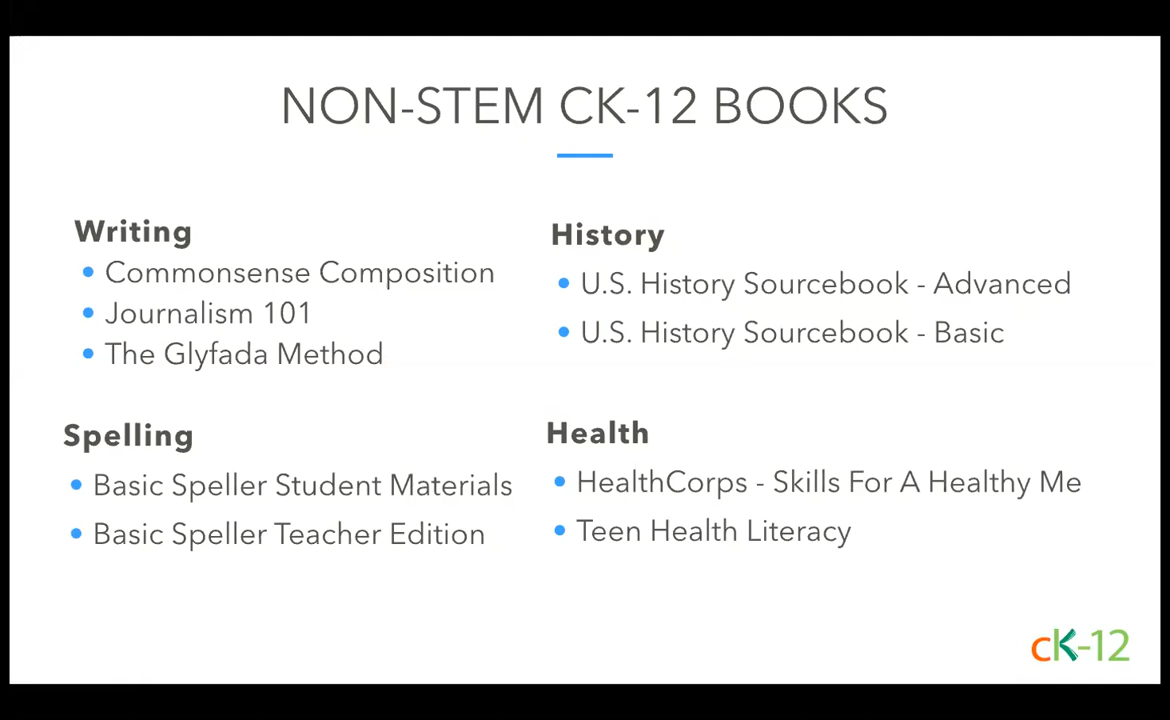 NON-STEM CK-12 BOOKS
Writing
• Commonsense Composition
• Journalism 101
• The Glyfada Method
History
• U.S. History Sourcebook - Advanced
• U.S. History Sourcebook - Basic
Spelling
• Basic Speller Student Materials
• Basic Speller Teacher Edition
Health
• HealthCorps - Skills For A Healthy Me
• Teen Health Literacy
cK-12